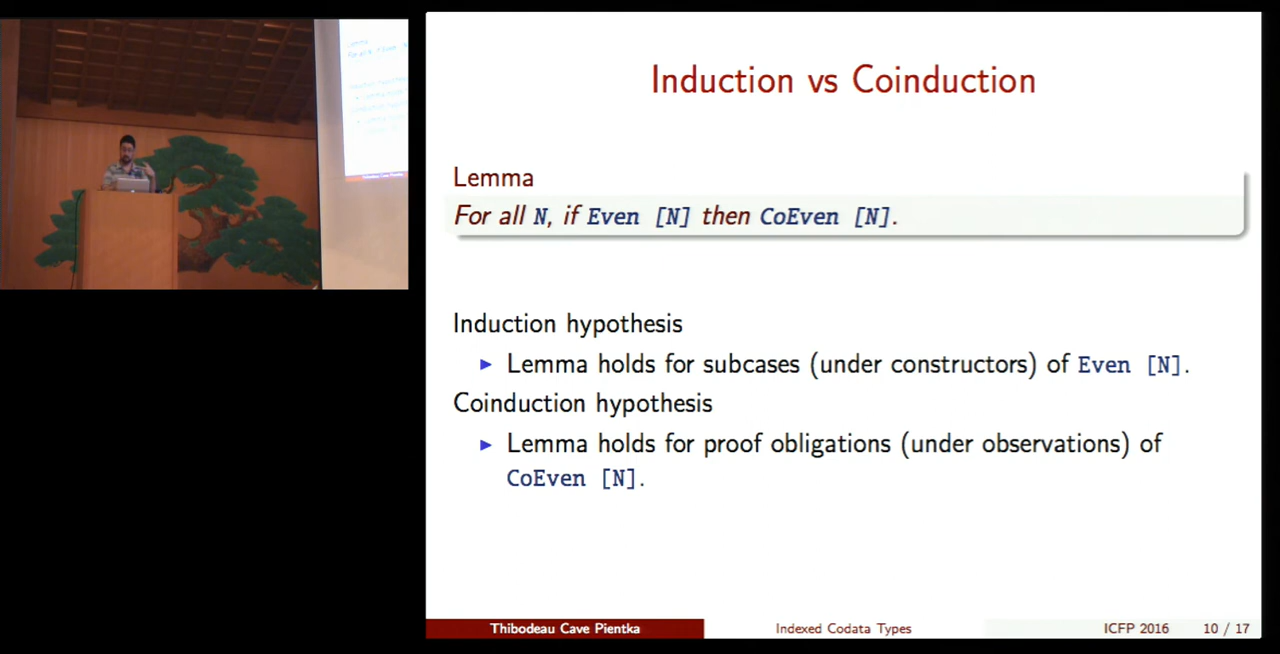 Induction vs Coinduction
Lemma
For all N, if Even [N] then CoEven [N].
Induction hypothesis
▶ Lemma holds for subcases (under constructors) of Even [N].
Coinduction hypothesis
▶ Lemma holds for proof obligations (under observations) of
CoEven [N].
Thibodeau Cave Pientka Indexed Codata Types ICFP 2016 10 / 17